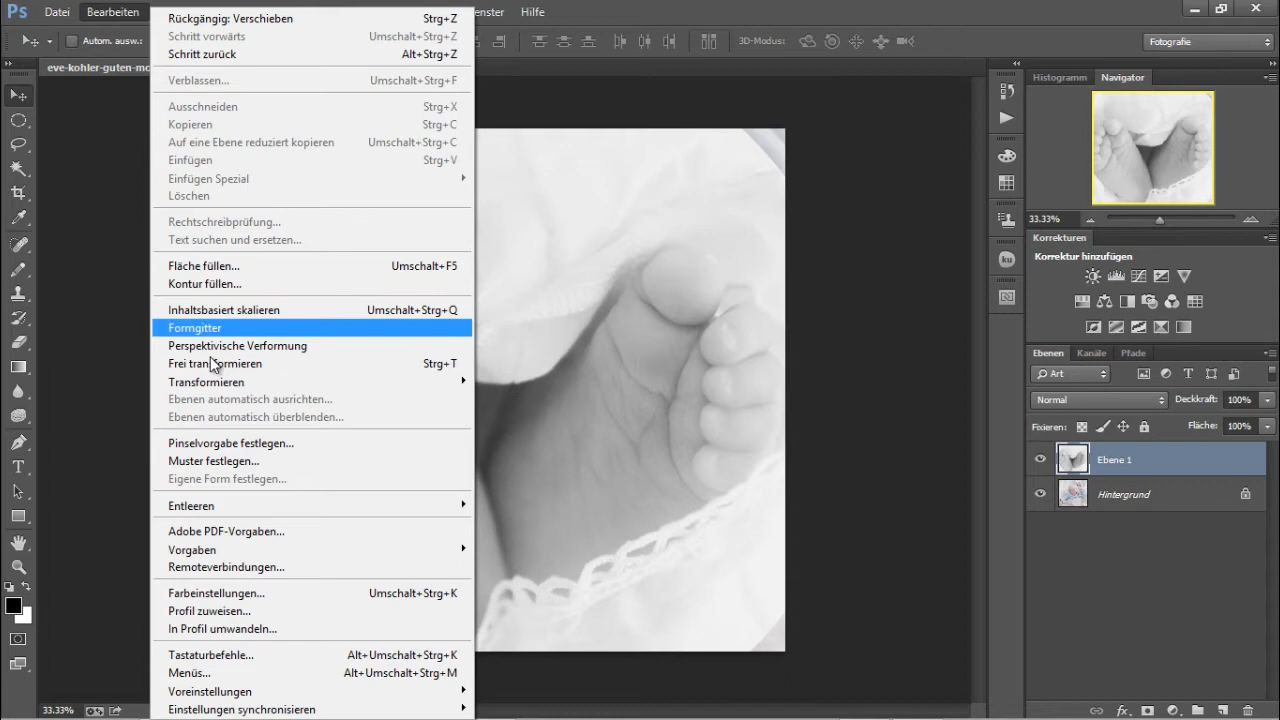 Ps Datei Bearbeiten enster Hilfe
Autom. ausw.: 3D-Modus: Fotografie
eve-kohler-guten-mo
Rückgängig: Verschieben Strg+Z
Schritt vorwärts Umschalt+Strg+Z
Schritt zurück Alt+Strg+Z
Verblassen... Umschalt+Strg+F
Ausschneiden Strg+X
Kopieren Strg+C
Auf eine Ebene reduziert kopieren Umschalt+Strg+C
Einfügen Strg+V
Einfügen Spezial
Löschen
Rechtschreibprüfung...
Text suchen und ersetzen...
Fläche füllen... Umschalt+F5
Kontur füllen...
Inhaltsbasiert skalieren Umschalt+Strg+Q
Formgitter
Perspektivische Verformung
Frei transformieren Strg+T
Transformieren
Ebenen automatisch ausrichten...
Ebenen automatisch überblenden...
Pinselvorgabe festlegen...
Muster festlegen...
Eigene Form festlegen...
Entleeren
Adobe PDF-Vorgaben...
Vorgaben
Remoteverbindungen...
Farbeinstellungen... Umschalt+Strg+K
Profil zuweisen...
In Profil umwandeln...
Tastaturbefehle... Alt+Umschalt+Strg+K
Menüs... Alt+Umschalt+Strg+M
Voreinstellungen
Einstellungen synchronisieren
33.33%
Histogramm Navigator
33.33%
Korrekturen
Korrektur hinzufügen
ku
Ebenen Kanäle Pfade
Art
Normal Deckkraft: 100%
Fixieren: Fläche: 100%
Ebene 1
Hintergrund
fx